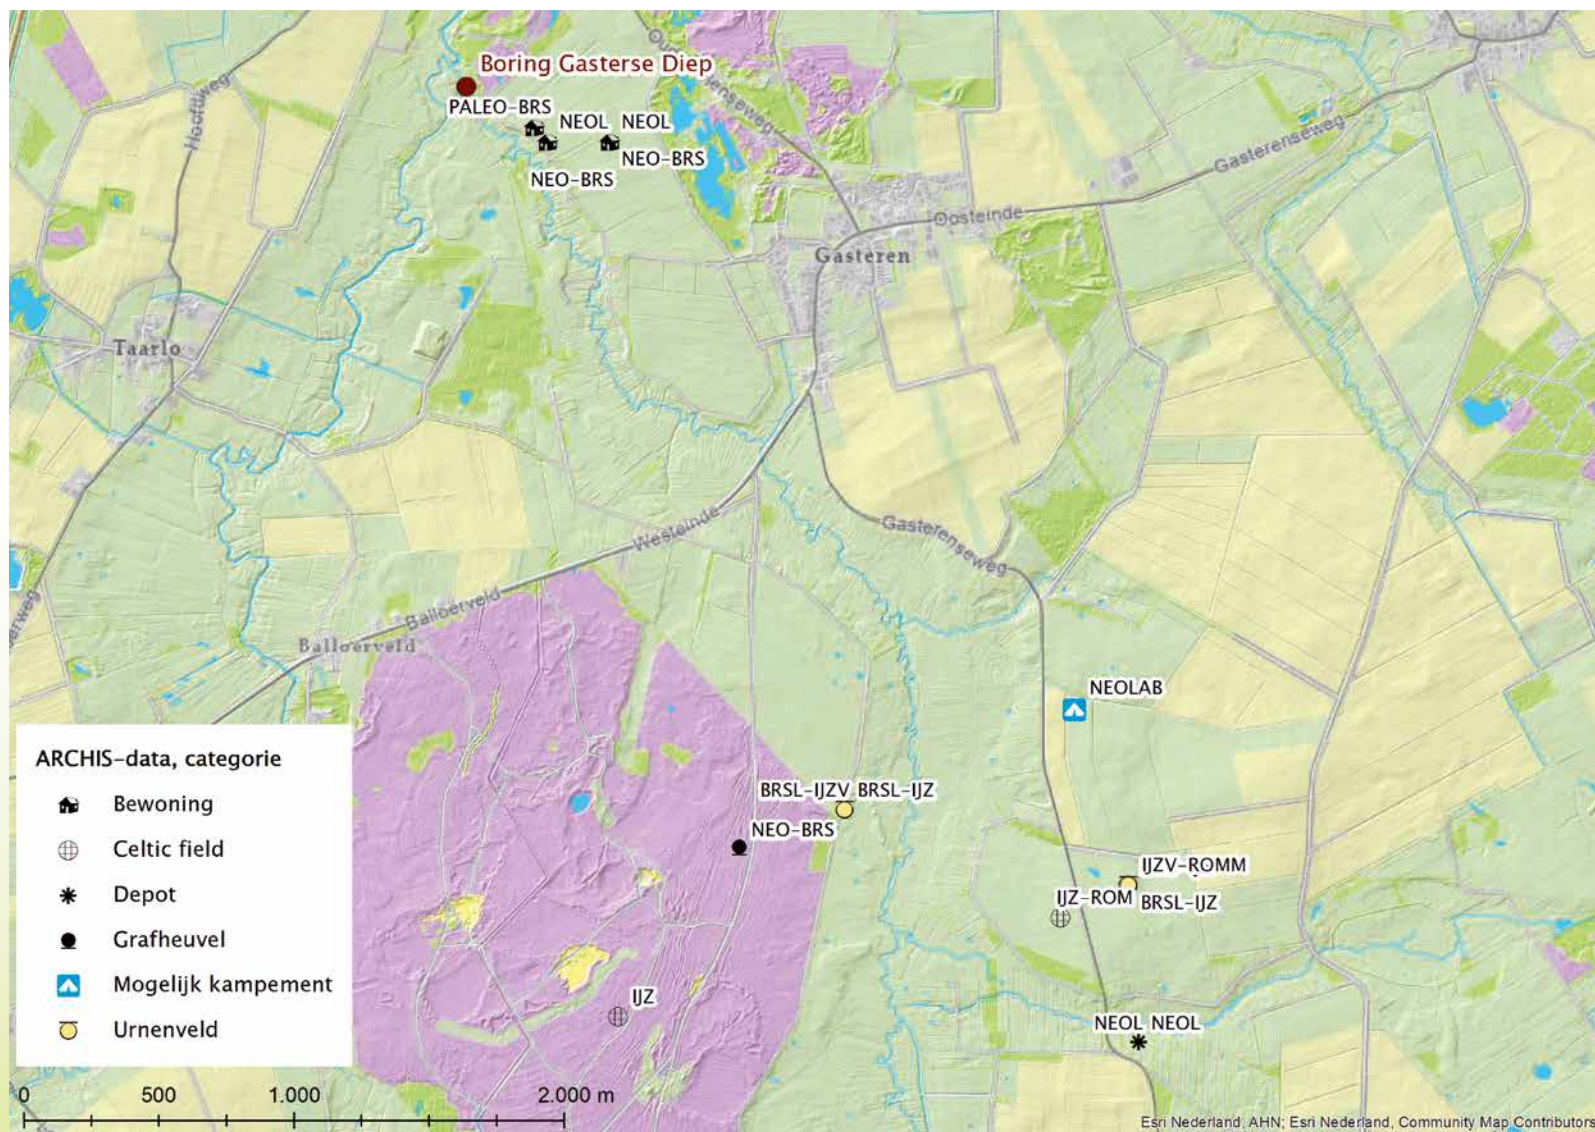 Boring Gasterse Diep
PALEO-BRS
NEOL NEOL
NEO-BRS
NEO-BRS
Hooftweg
Gasterenseweg
Oosteinde
Gasteren
Taarlo
Westeinde
Gasterenseweg
Balloërveld
Balloërveld
NEOLAB
BRSL-IJZV BRSL-IJZ
NEO-BRS
IJZV-ROMM
IJZ-ROM BRSL-IJZ
IJZ
NEOL NEOL
ARCHIS-data, categorie
Bewoning
Celtic field
Depot
Grafheuvel
Mogelijk kampement
Urnenveld
0 500 1.000 2.000 m
Esri Nederland, AHN; Esri Nederland, Community Map Contributors